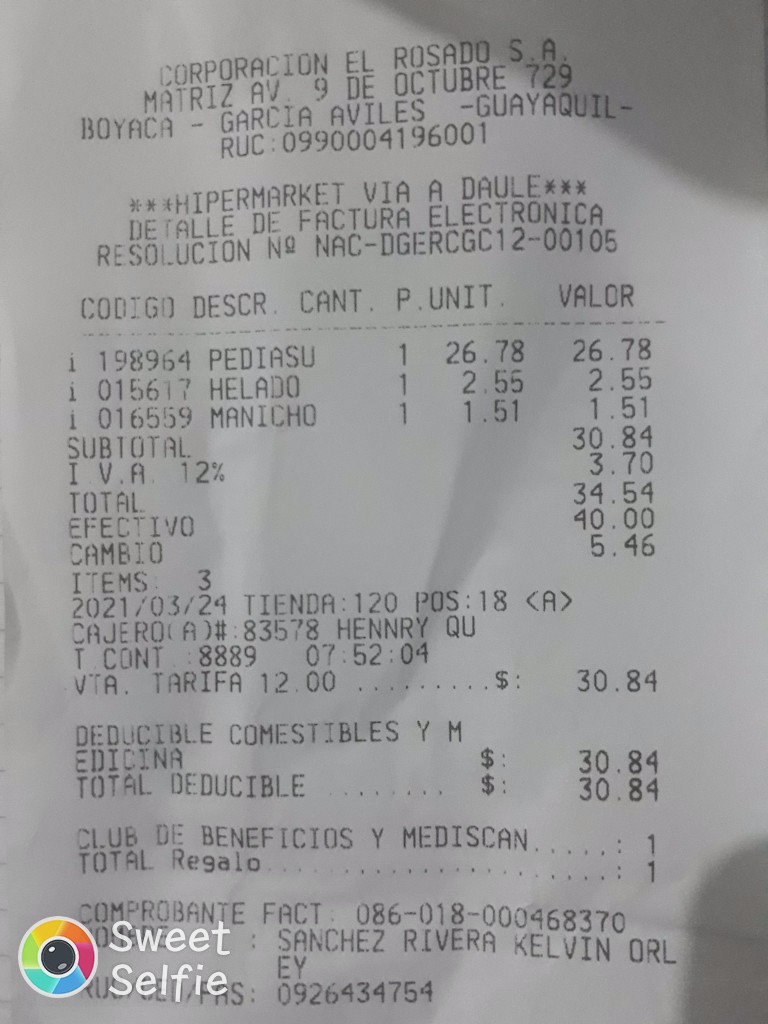 CORPORACION EL ROSADO S.A.
MATRIZ AV. 9 DE OCTUBRE 729
BOYACA - GARCIA AVILES -GUAYAQUIL-
RUC:0990004196001
***HIPERMARKET VIA A DAULE***
DETALLE DE FACTURA ELECTRONICA
RESOLUCION Nº NAC-DGERCGC12-00105
CODIGO DESCR. CANT. P.UNIT. VALOR
i 198964 PEDIASU 1 26.78 26.78
i 015617 HELADO 1 2.55 2.55
i 016559 MANICHO 1 1.51 1.51
SUBTOTAL 30.84
I.V.A. 12% 3.70
TOTAL 34.54
EFECTIVO 40.00
CAMBIO 5.46
ITEMS: 3
2021/03/24 TIENDA:120 POS:18 <A>
CAJERO(A)#:83578 HENNRY QU
T.CONT.:8889 07:52:04
VTA. TARIFA 12.00 .........$: 30.84
DEDUCIBLE COMESTIBLES Y M
EDICINA $: 30.84
TOTAL DEDUCIBLE ........ $: 30.84
CLUB DE BENEFICIOS Y MEDISCAN.....: 1
TOTAL Regalo.......................: 1
COMPROBANTE FACT: 086-018-000468370
: SANCHEZ RIVERA KELVIN ORL
EY
: 0926434754
Sweet
Selfie